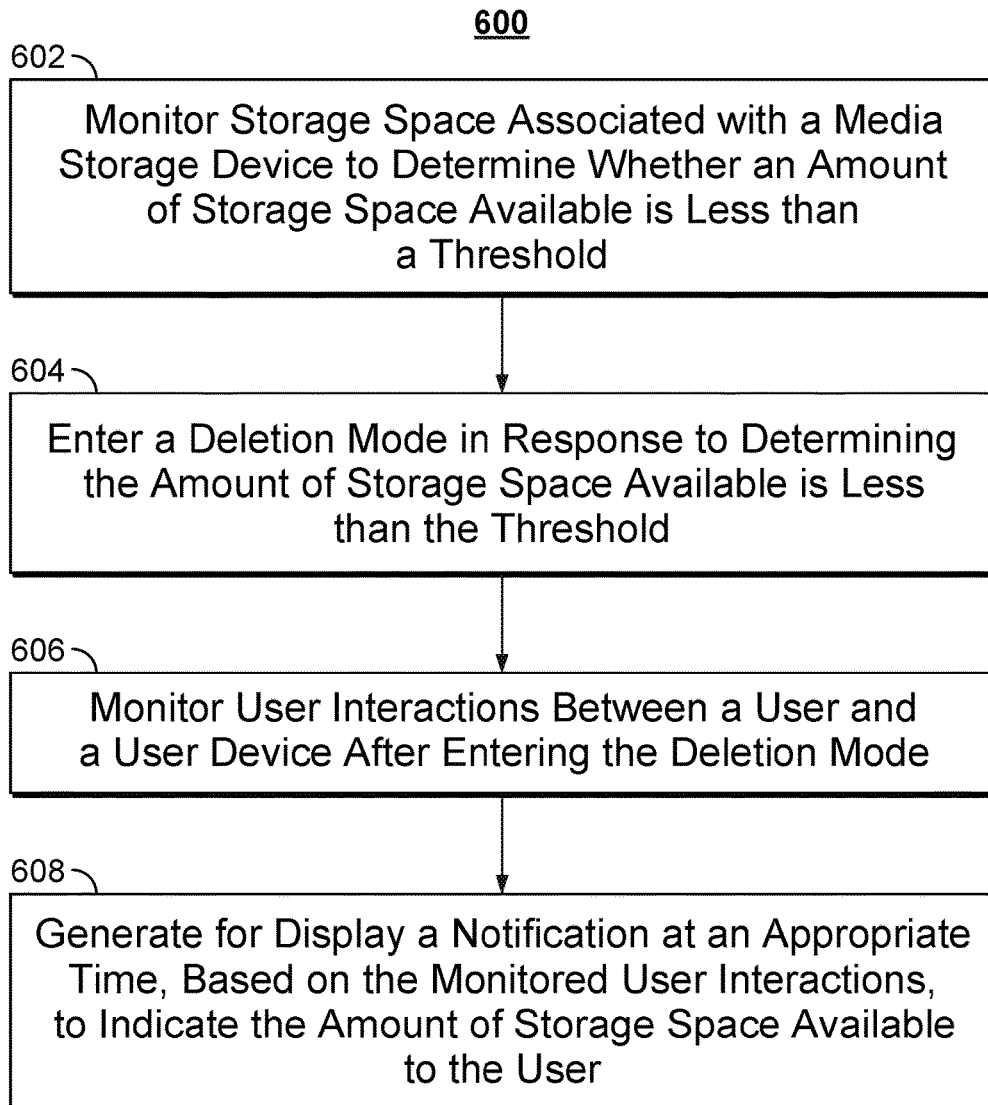 600
602
Monitor Storage Space Associated with a Media
Storage Device to Determine Whether an Amount
of Storage Space Available is Less than
a Threshold
604
Enter a Deletion Mode in Response to Determining
the Amount of Storage Space Available is Less
than the Threshold
606
Monitor User Interactions Between a User and
a User Device After Entering the Deletion Mode
608
Generate for Display a Notification at an Appropriate
Time, Based on the Monitored User Interactions,
to Indicate the Amount of Storage Space Available
to the User